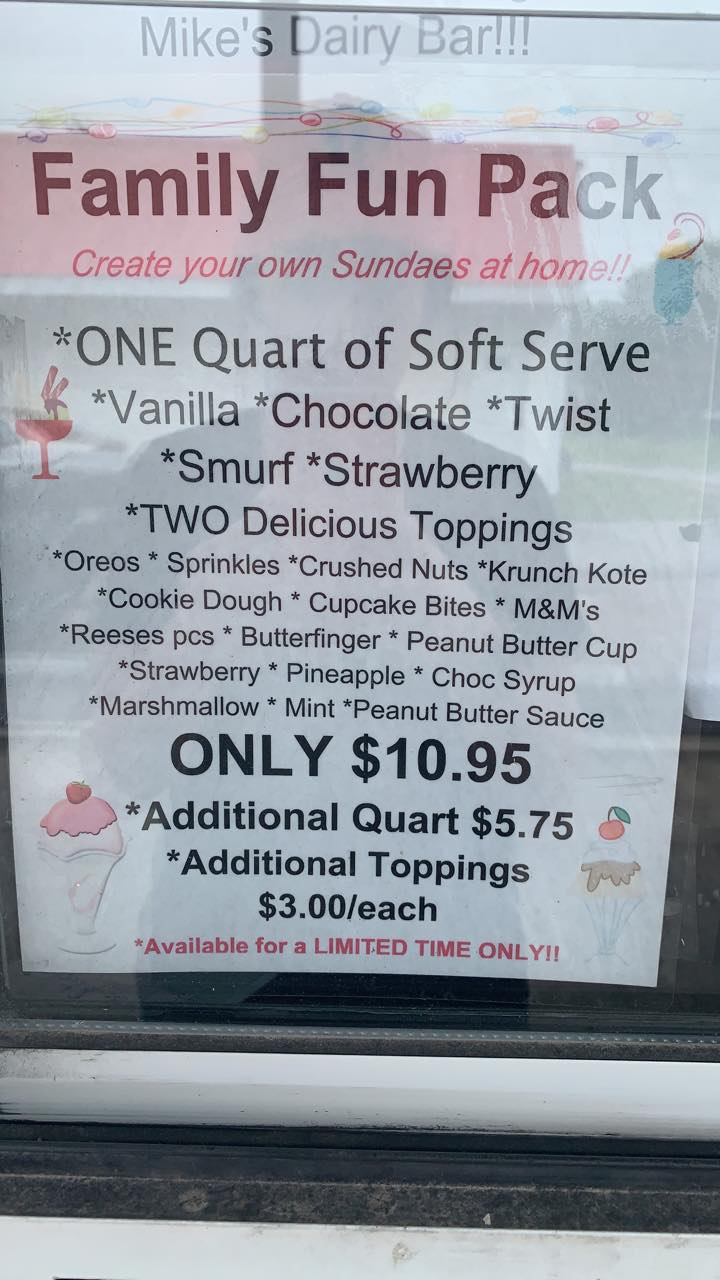 Mike's Dairy Bar!!!
Family Fun Pack
Create your own Sundaes at home!!
*ONE Quart of Soft Serve
*Vanilla *Chocolate *Twist
*Smurf *Strawberry
*TWO Delicious Toppings
*Oreos * Sprinkles *Crushed Nuts *Krunch Kote
*Cookie Dough * Cupcake Bites * M&M's
*Reeses pcs * Butterfinger * Peanut Butter Cup
*Strawberry * Pineapple * Choc Syrup
*Marshmallow * Mint *Peanut Butter Sauce
ONLY $10.95
*Additional Quart $5.75
*Additional Toppings
$3.00/each
*Available for a LIMITED TIME ONLY!!